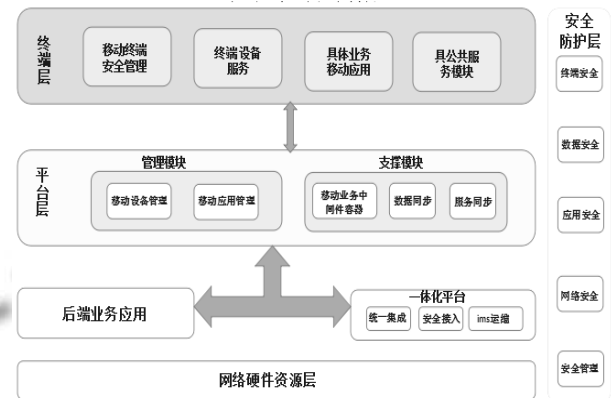 终端层
移动终端
安全管理
终端设备
服务
具体业务
移动应用
具公共服
务模块
平台层
管理模块
移动设备管理
移动应用管理
支撑模块
移动业务中
间件容器
数据同步
服务同步
后端业务应用
一体化平台
统一集成
安全接入
ims运缩
网络硬件资源层
安全
防护层
终端安全
数据安全
应用安全
网络安全
安全管理